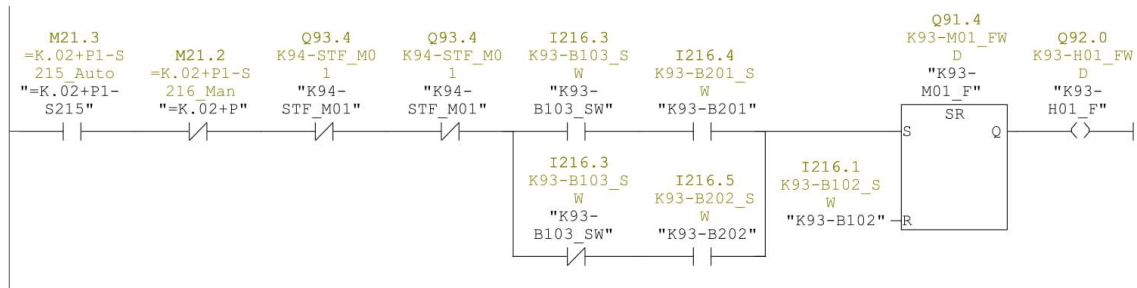 M21.3
=K.02+P1-S
215_Auto
"=K.02+P1-
S215"
M21.2
=K.02+P1-S
216_Man
"=K.02+P"
Q93.4
K94-STF_M0
1
"K94-
STF_M01"
Q93.4
K94-STF_M0
1
"K94-
STF_M01"
I216.3
K93-B103_S
W
"K93-
B103_SW"
I216.4
K93-B201_S
W
"K93-B201"
Q91.4
K93-M01_FW
D
"K93-
M01_F"
SR
S
Q
Q92.0
K93-H01_FW
D
"K93-
H01_F"
I216.3
K93-B103_S
W
"K93-
B103_SW"
I216.5
K93-B202_S
W
"K93-B202"
I216.1
K93-B102_S
W
"K93-B102"
R